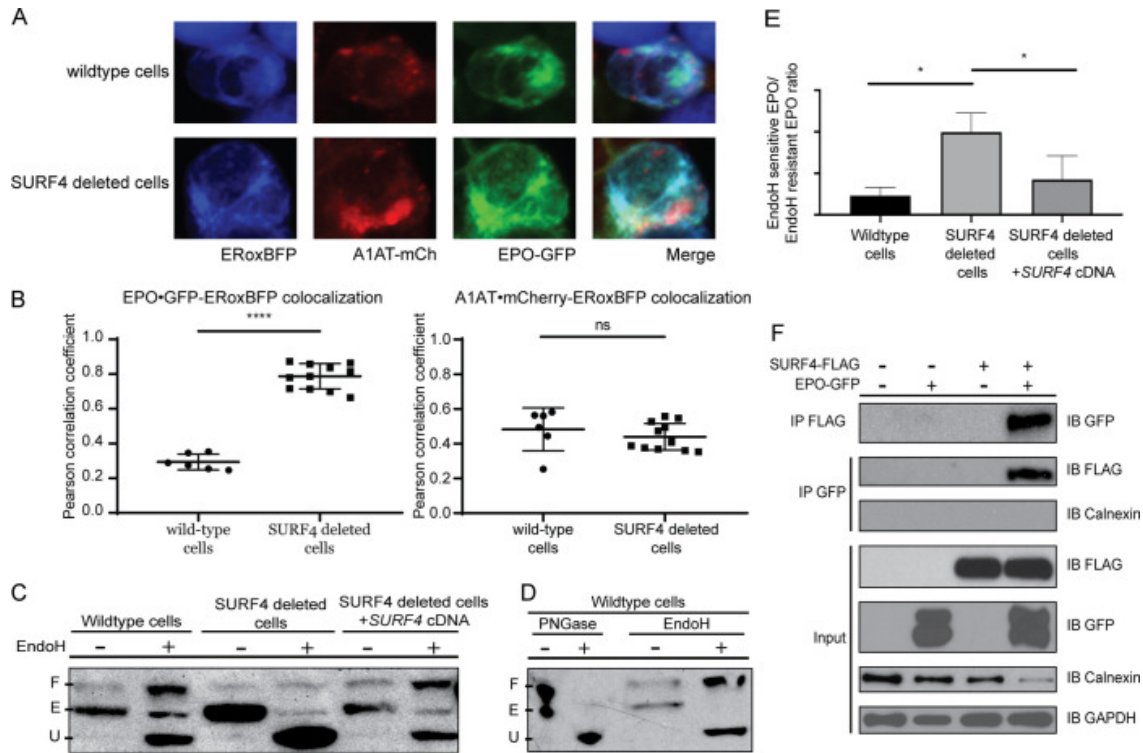 A
wildtype cells
SURF4 deleted cells
ERoxBFP A1AT-mCh EPO-GFP Merge
B
EPO•GFP-ERoxBFP colocalization
Pearson correlation coefficient
1.0
0.8
0.6
0.4
0.2
0.0
****
wild-type cells
SURF4 deleted cells
A1AT•mCherry-ERoxBFP colocalization
Pearson correlation coefficient
1.0
0.8
0.6
0.4
0.2
0.0
ns
wild-type cells
SURF4 deleted cells
C
Wildtype cells
SURF4 deleted cells
SURF4 deleted cells +SURF4 cDNA
EndoH - + - + - +
F
E
U
D
Wildtype cells
PNGase EndoH
- + - +
F
E
U
E
EndoH sensitive EPO/
EndoH resistant EPO ratio
* *
Wildtype cells
SURF4 deleted cells
SURF4 deleted cells +SURF4 cDNA
F
SURF4-FLAG - - + +
EPO-GFP - + - +
IP FLAG IB GFP
IP GFP
IB FLAG
IB Calnexin
Input
IB FLAG
IB GFP
IB Calnexin
IB GAPDH